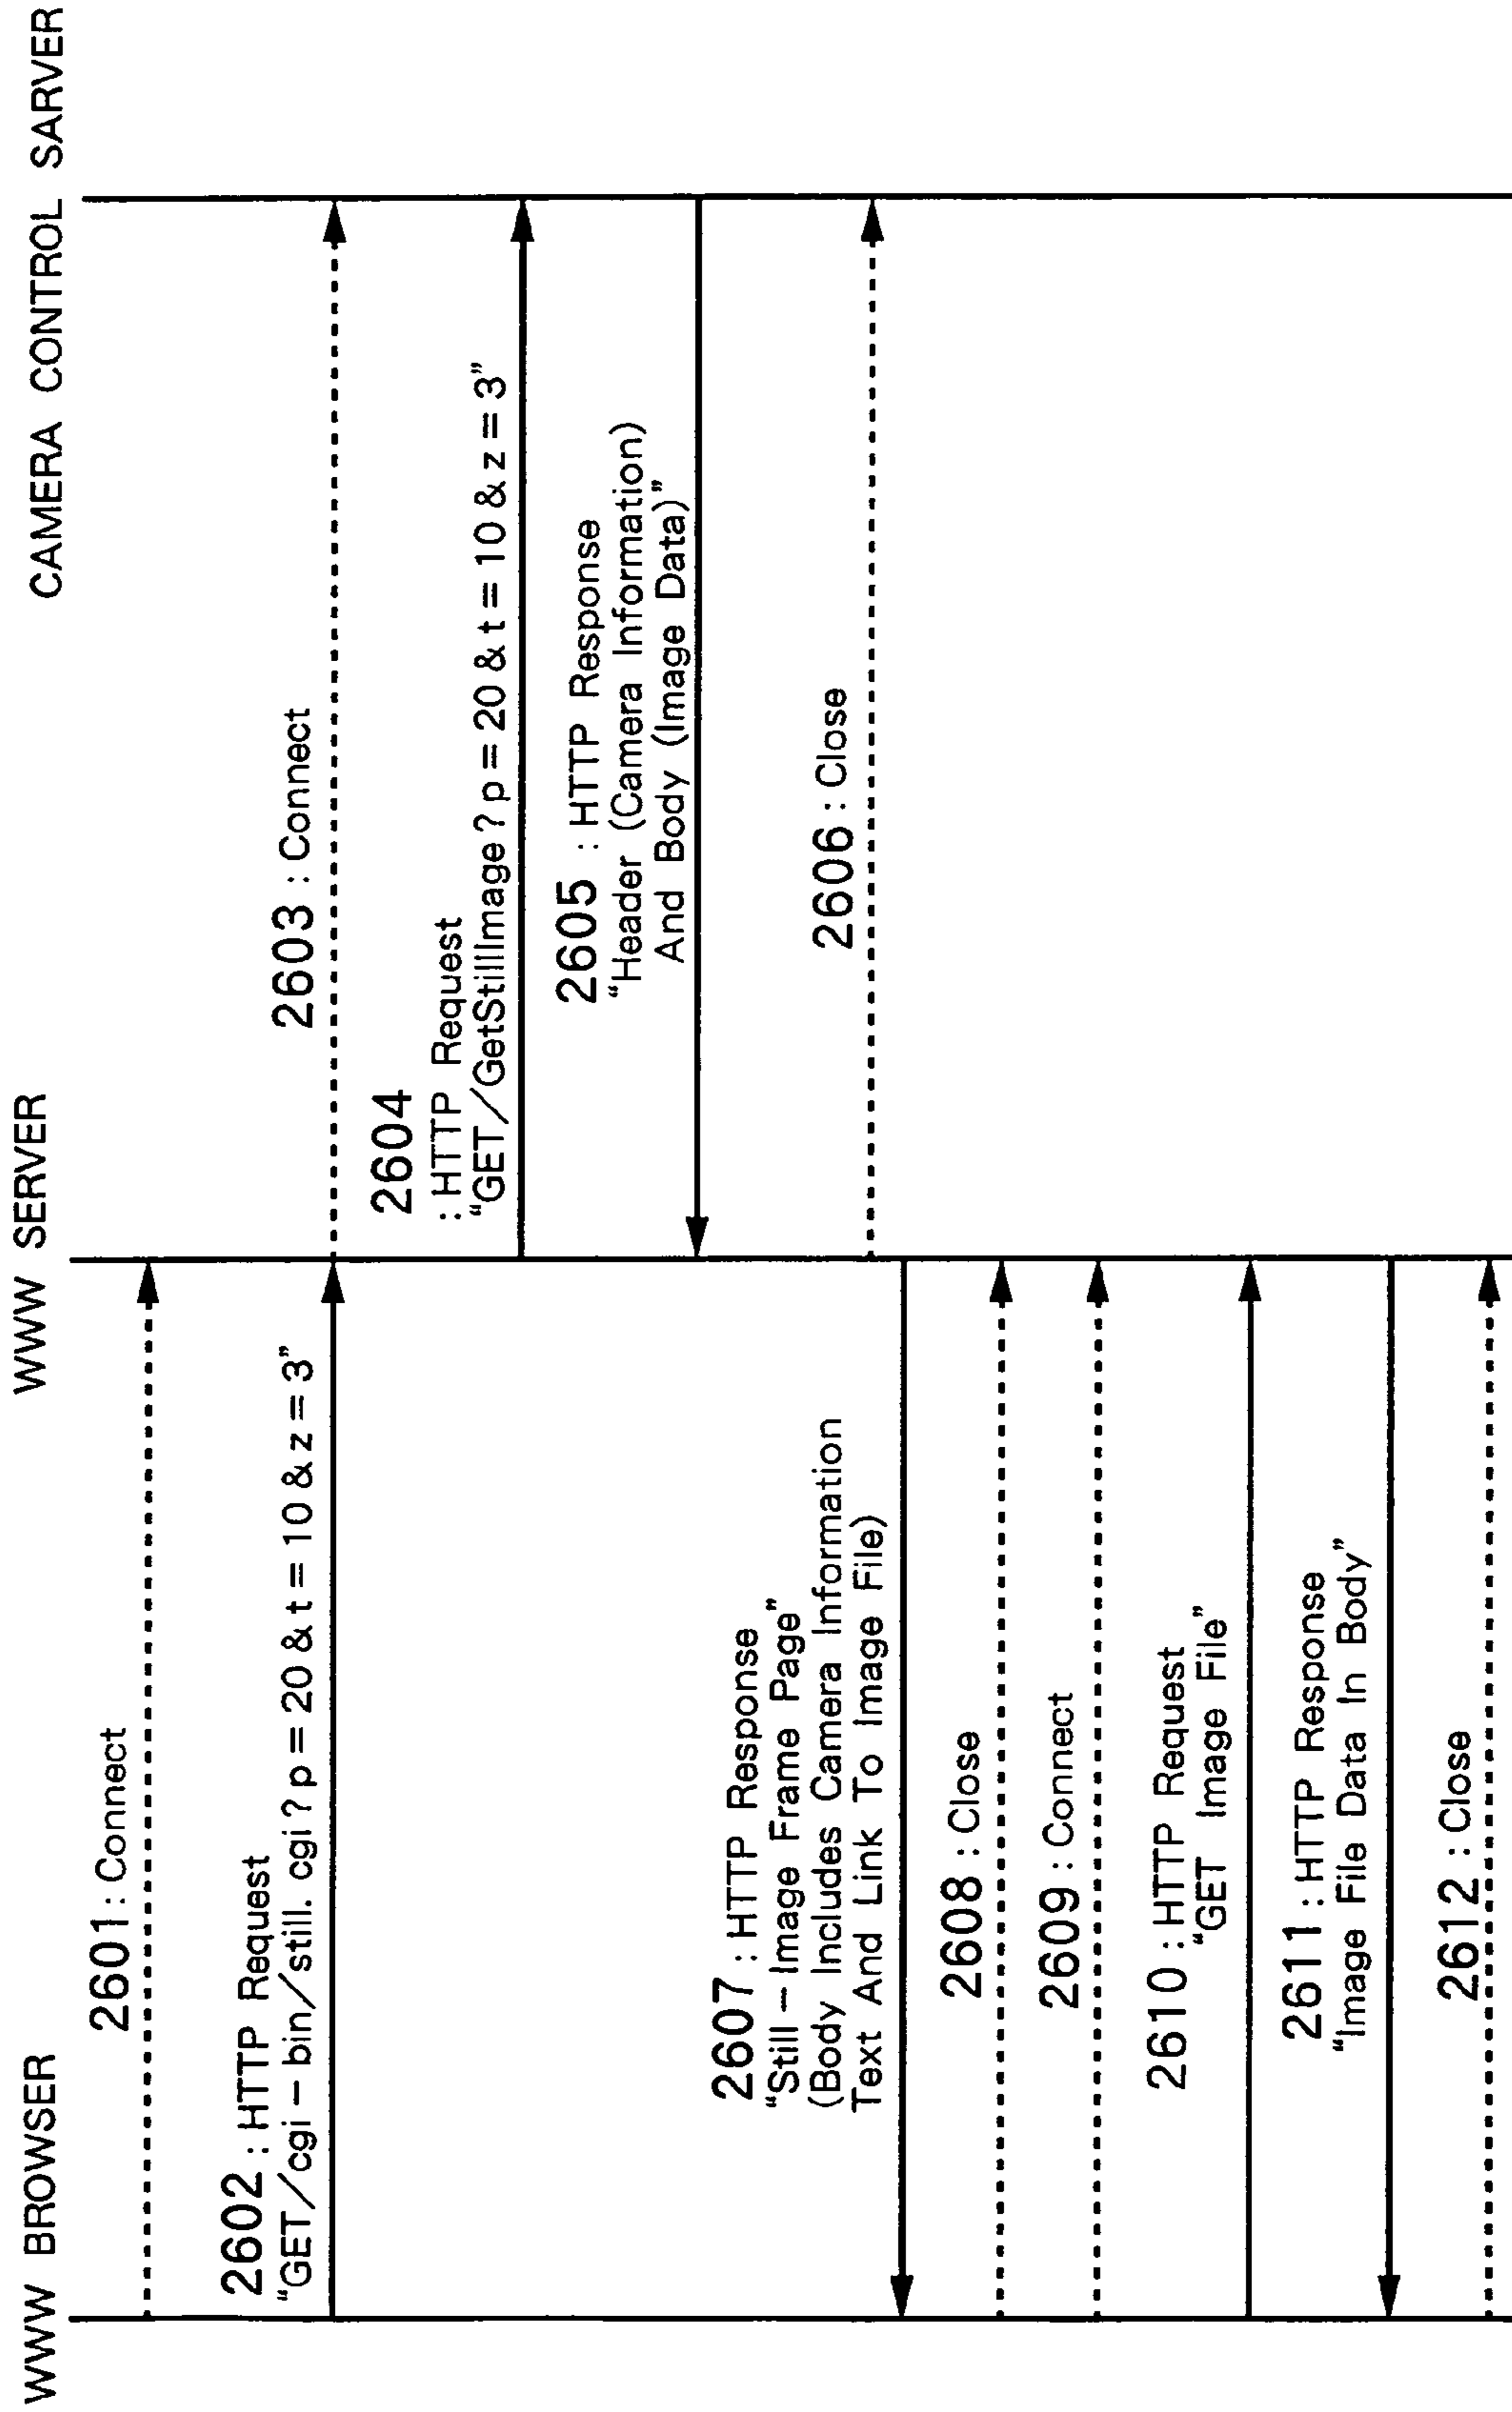 WWW BROWSER
WWW SERVER
CAMERA CONTROL SARVER
2601 : Connect
2602 : HTTP Request
“GET/cgi-bin/still. cgi ? p = 20 & t = 10 & z = 3”
2603 : Connect
2604
: HTTP Request
“GET/GetStillImage ? p = 20 & t = 10 & z = 3”
2605 : HTTP Response
“Header (Camera Information)
And Body (Image Data)”
2606 : Close
2607 : HTTP Response
“Still - Image Frame Page”
(Body Includes Camera Information
Text And Link To Image File)
2608 : Close
2609 : Connect
2610 : HTTP Request
“GET Image File”
2611 : HTTP Response
“Image File Data In Body”
2612 : Close